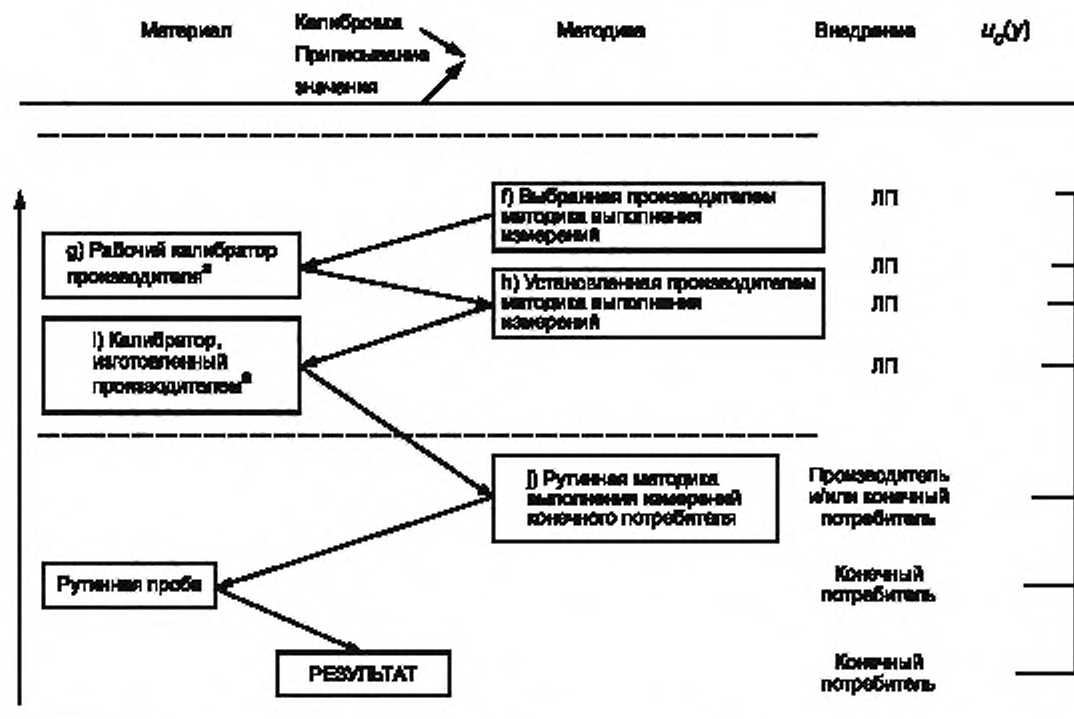 Материал
Калибровка
Приписывание
значения
Методика
Внедрение
u_c(y)
f) Выбранная производителем
методика выполнения
измерений
ЛП
g) Рабочий калибратор
производителяª
ЛП
h) Установленная производителем
методика выполнения
измерений
ЛП
i) Калибратор,
изготовленный
производителемª
ЛП
j) Рутинная методика
выполнения измерений
конечного потребителя
Производитель
и/или конечный
потребитель
Рутинная проба
Конечный
потребитель
РЕЗУЛЬТАТ
Конечный
потребитель